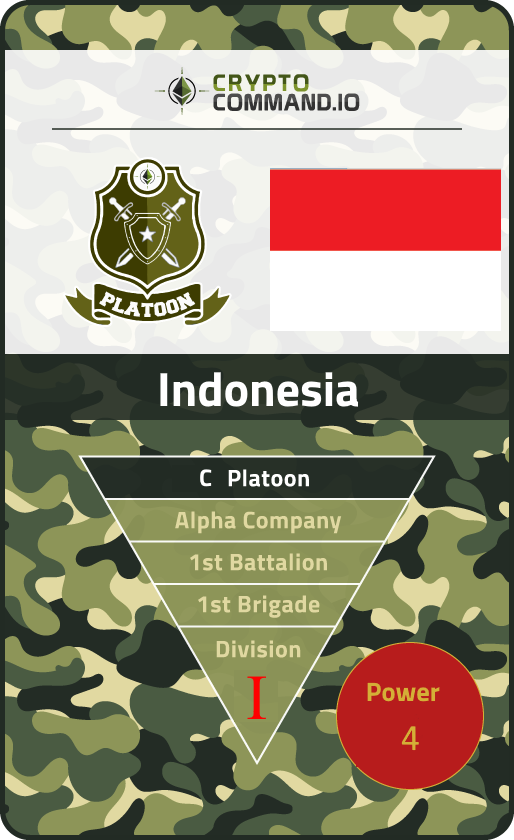 CRYPTO
COMMAND.IO
PLATOON
Indonesia
C Platoon
Alpha Company
1st Battalion
1st Brigade
Division
I
Power
4